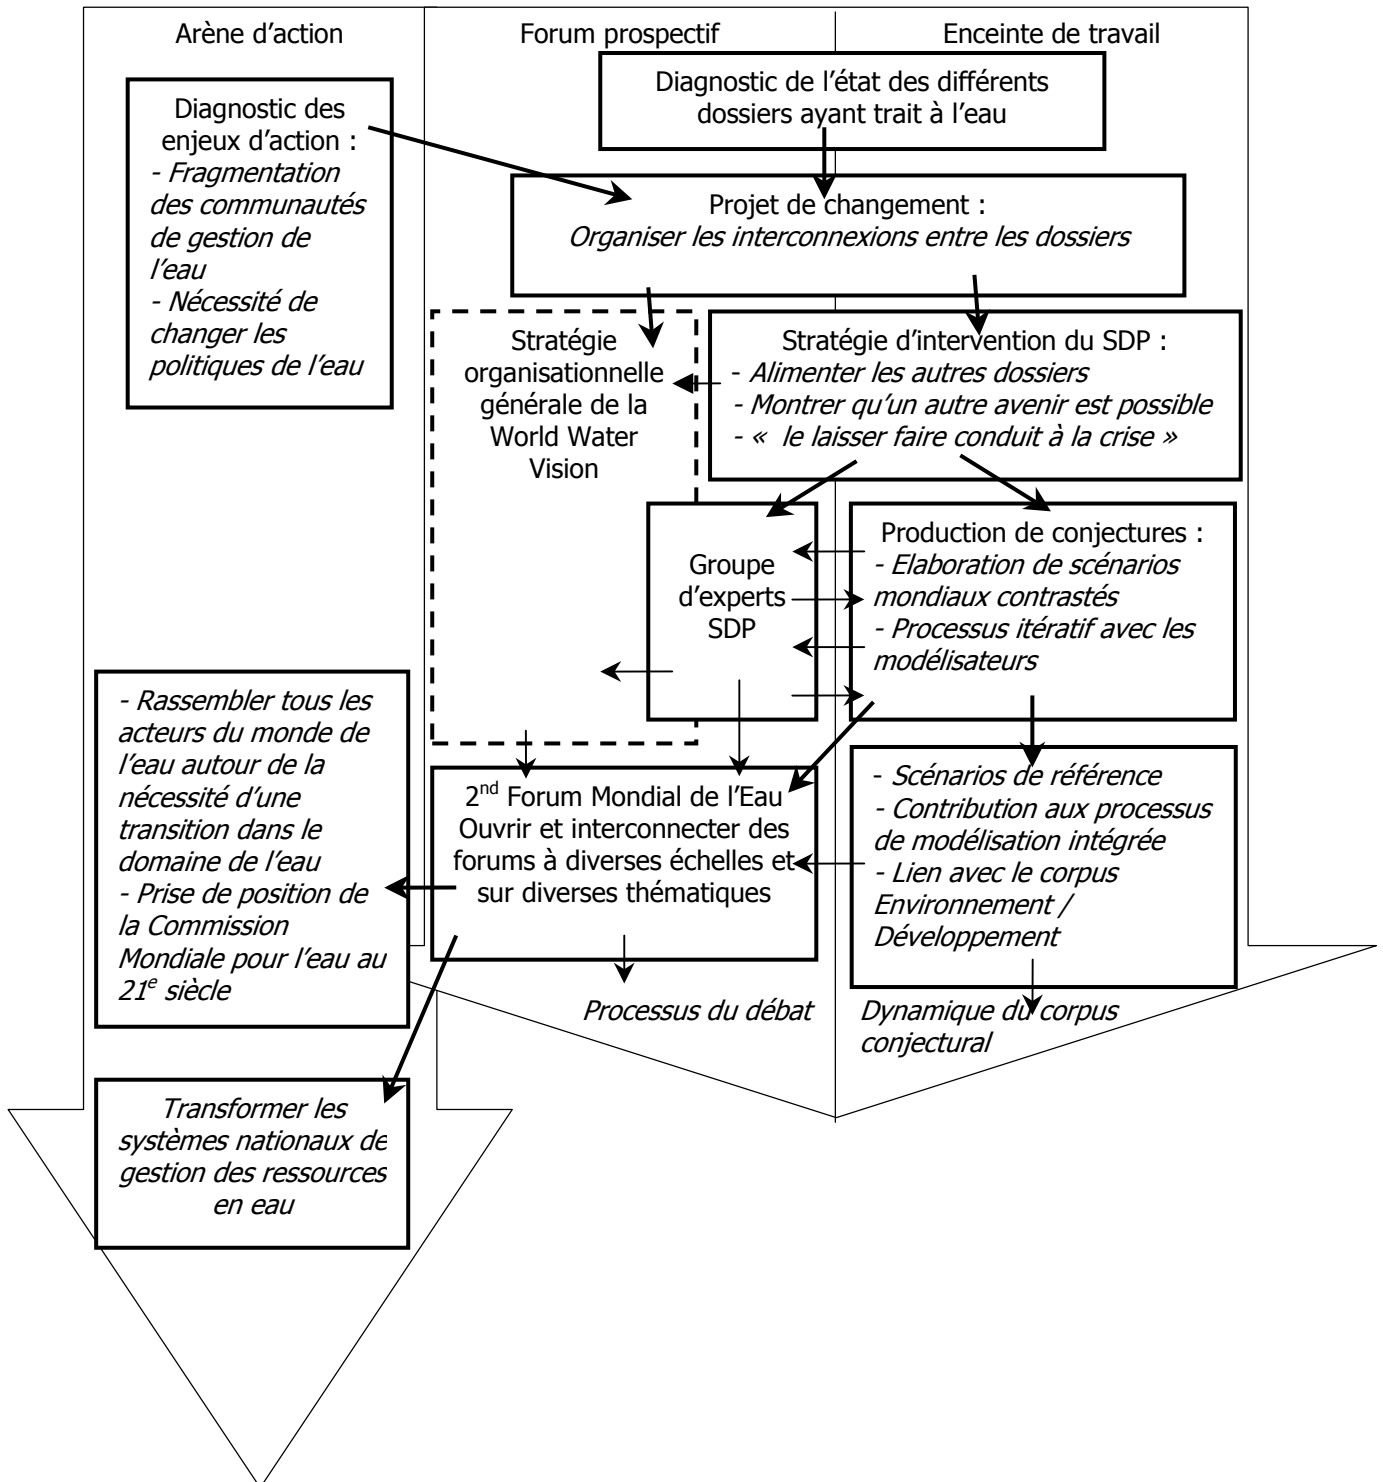 Arène d’action
Forum prospectif
Enceinte de travail
Diagnostic de l’état des différents
dossiers ayant trait à l’eau
Diagnostic des
enjeux d’action :
- Fragmentation
des communautés
de gestion de
l’eau
- Nécessité de
changer les
politiques de l’eau
Projet de changement :
Organiser les interconnexions entre les dossiers
Stratégie
organisationnelle
générale de la
World Water
Vision
Stratégie d’intervention du SDP :
- Alimenter les autres dossiers
- Montrer qu’un autre avenir est possible
- « le laisser faire conduit à la crise »
Groupe
d’experts
SDP
Production de conjectures :
- Elaboration de scénarios
mondiaux contrastés
- Processus itératif avec les
modélisateurs
- Rassembler tous les
acteurs du monde de
l’eau autour de la
nécessité d’une
transition dans le
domaine de l’eau
- Prise de position de
la Commission
Mondiale pour l’eau au
21e siècle
2nd Forum Mondial de l’Eau
Ouvrir et interconnecter des
forums à diverses échelles et
sur diverses thématiques
- Scénarios de référence
- Contribution aux processus
de modélisation intégrée
- Lien avec le corpus
Environnement /
Développement
Processus du débat
Dynamique du corpus
conjectural
Transformer les
systèmes nationaux de
gestion des ressources
en eau